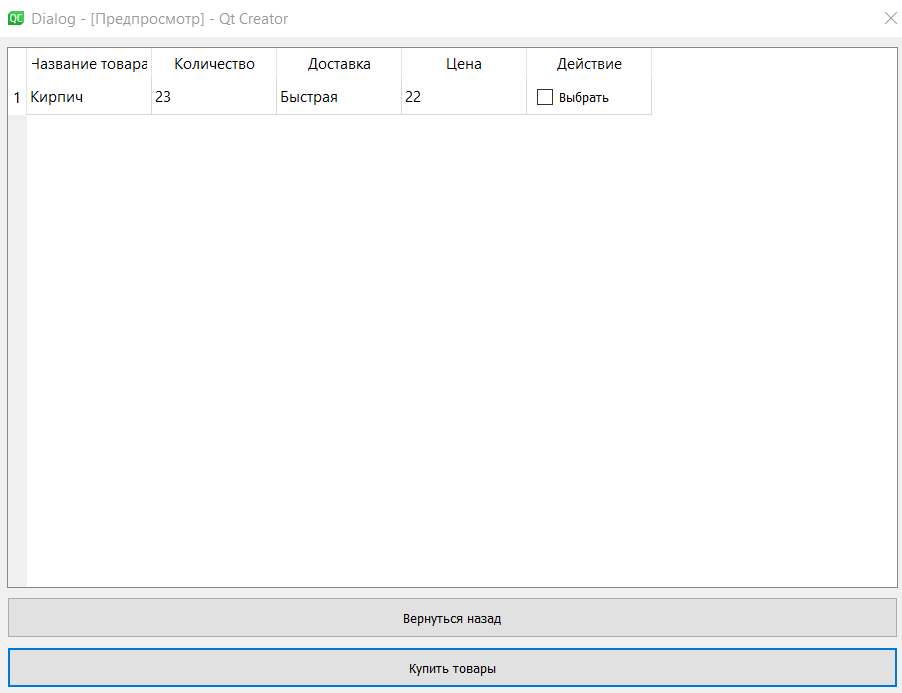 QC Dialog - [Предпросмотр] - Qt Creator
Название товара Количество Доставка Цена Действие
1 Кирпич 23 Быстрая 22 Выбрать
Вернуться назад
Купить товары